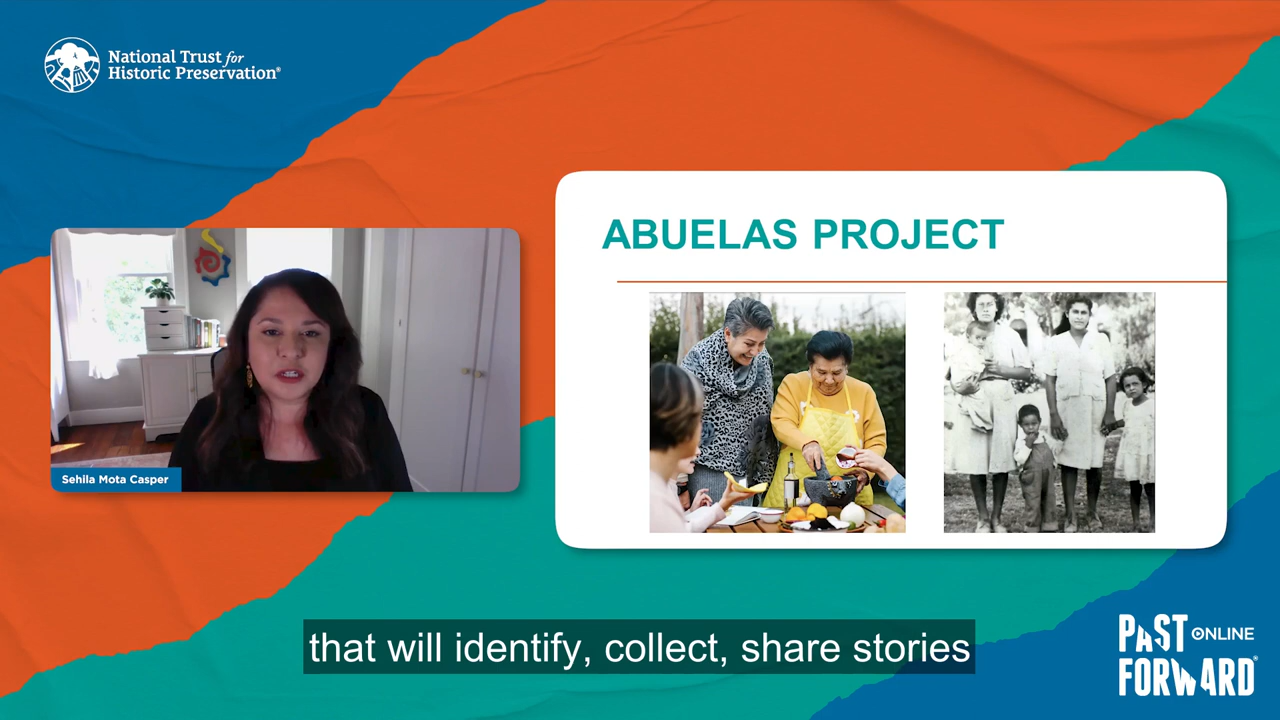 National Trust for
Historic Preservation®
ABUELAS PROJECT
Sehila Mota Casper
that will identify, collect, share stories
PAST ONLINE
FORWARD®